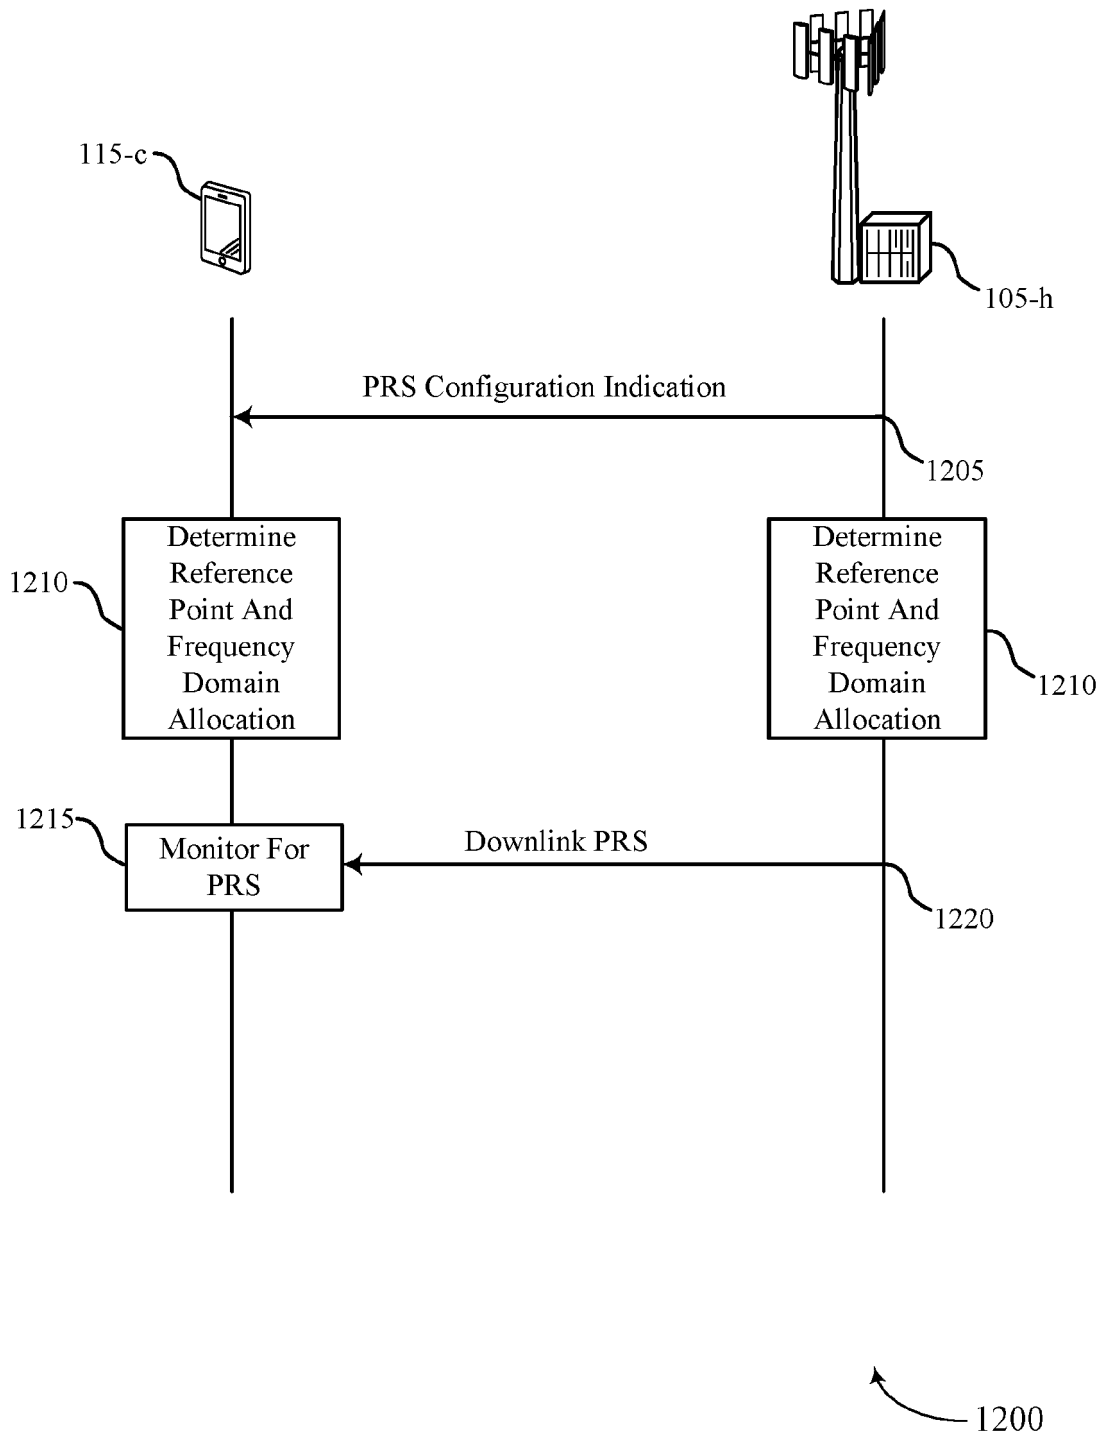 115-c
105-h
PRS Configuration Indication
1205
Determine
Reference
Point And
Frequency
Domain
Allocation
1210
Determine
Reference
Point And
Frequency
Domain
Allocation
1210
1215
Monitor For
PRS
Downlink PRS
1220
1200